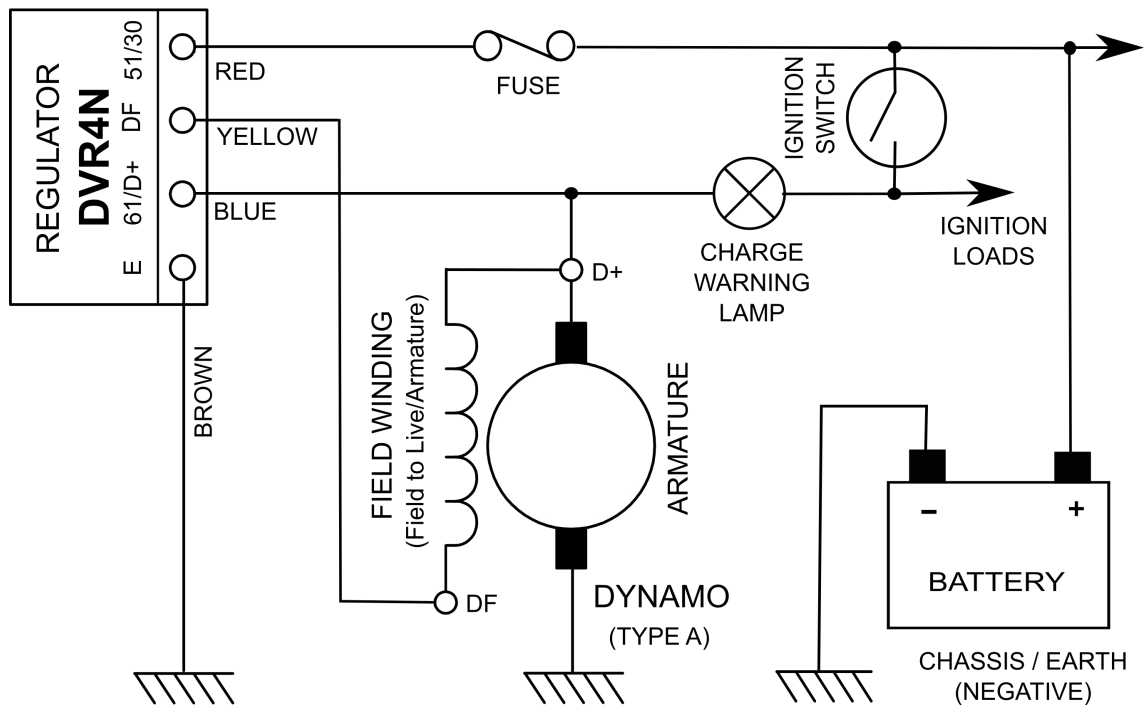 REGULATOR
DVR4N
51/30
DF
61/D+
E
RED
YELLOW
BLUE
BROWN
FUSE
IGNITION
SWITCH
IGNITION
LOADS
CHARGE
WARNING
LAMP
D+
FIELD WINDING
(Field to Live/Armature)
ARMATURE
DF
DYNAMO
(TYPE A)
-
+
BATTERY
CHASSIS / EARTH
(NEGATIVE)